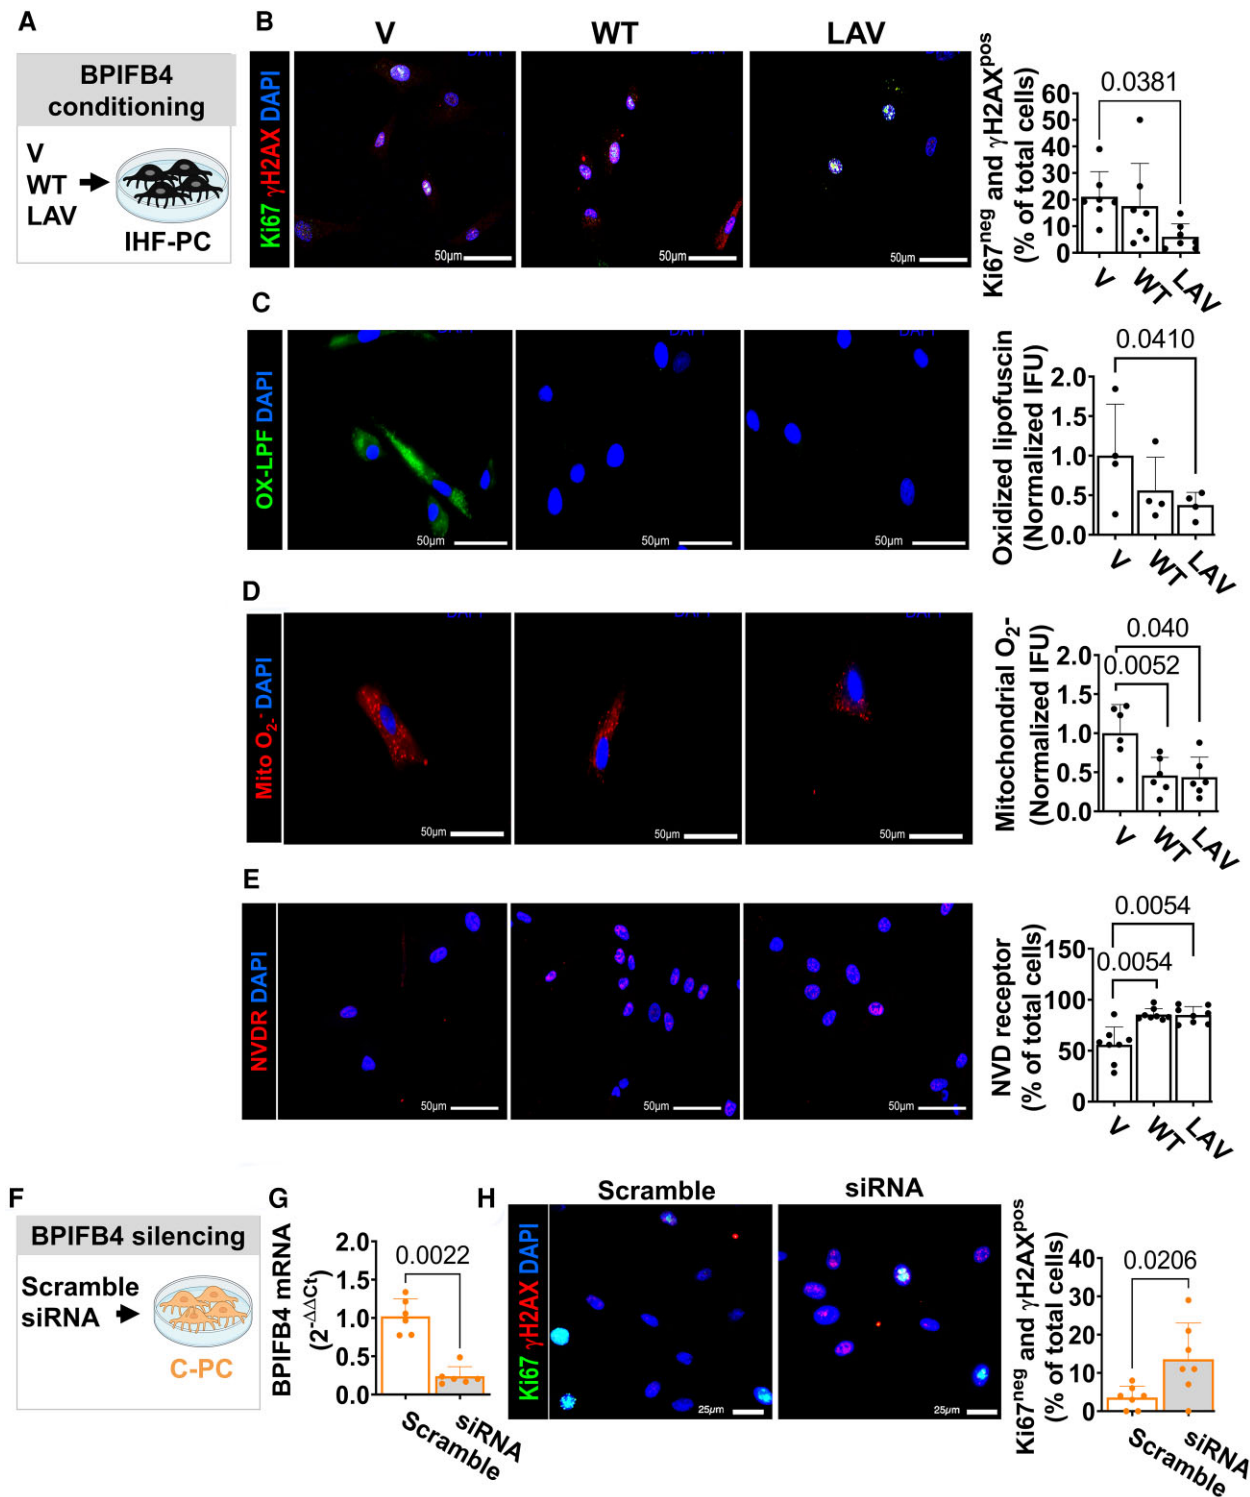 A
BPIFB4
conditioning
V
WT
LAV
IHF-PC
B
V
WT
LAV
Ki67 γH2AX DAPI
50µm
50µm
50µm
Ki67neg and γH2AXpos
(% of total cells)
0.0381
60
50
40
30
20
10
0
V
WT
LAV
C
OX-LPF DAPI
DAPI
DAPI
50µm
50µm
50µm
Oxidized lipofuscin
(Normalized IFU)
0.0410
2.0
1.5
1.0
0.5
0.0
V
WT
LAV
D
Mito O2- DAPI
50µm
50µm
50µm
Mitochondrial O2-
(Normalized IFU)
0.040
0.0052
2.0
1.5
1.0
0.5
0.0
V
WT
LAV
E
NVDR DAPI
50µm
50µm
50µm
NVD receptor
(% of total cells)
0.0054
0.0054
150
100
50
0
V
WT
LAV
F
BPIFB4 silencing
Scramble
siRNA
C-PC
G
BPIFB4 mRNA
(2-ΔΔCt)
0.0022
2.0
1.5
1.0
0.5
0.0
Scramble
siRNA
H
Scramble
siRNA
Ki67 γH2AX DAPI
25µm
25µm
Ki67neg and γH2AXpos
(% of total cells)
0.0206
40
30
20
10
0
Scramble
siRNA